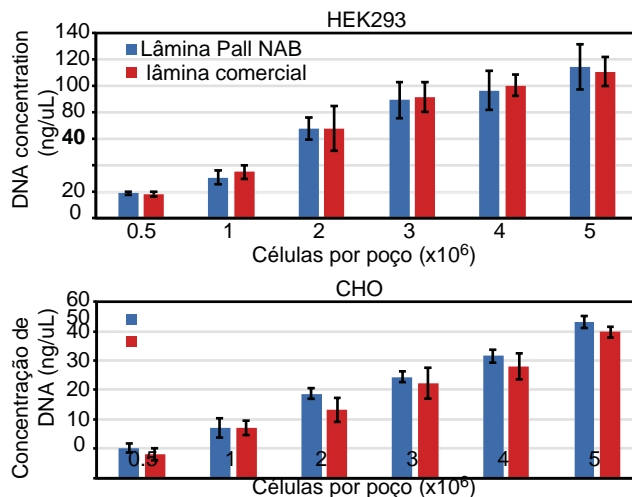 HEK293
DNA concentration
(ng/uL)
140
120
100
80
40
20
0
Lâmina Pall NAB
lâmina comercial
0.5 1 2 3 4 5
Células por poço (x10⁶)
CHO
Concentração de
DNA (ng/uL)
60
50
40
30
20
10
0
0.5 1 2 3 4 5
Células por poço (x10⁶)